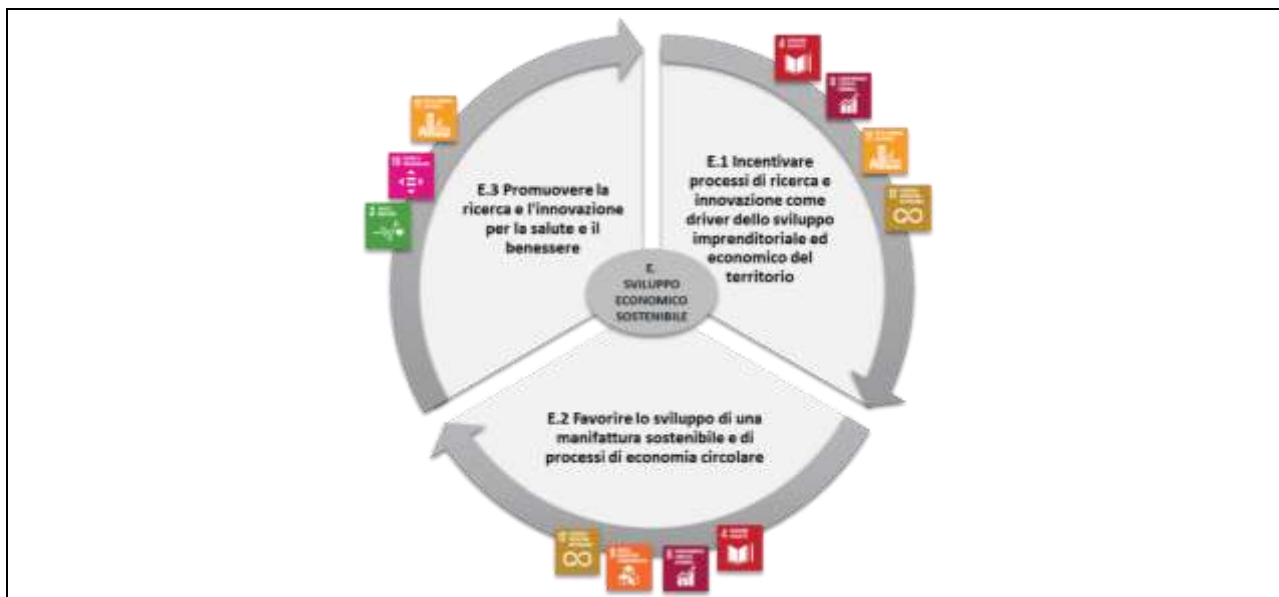 E.3 Promuovere la
ricerca e l'innovazione
per la salute e il
benessere
E.1 Incentivare
processi di ricerca e
innovazione come
driver dello sviluppo
imprenditoriale ed
economico del
territorio
E.
SVILUPPO
ECONOMICO
SOSTENIBILE
E.2 Favorire lo sviluppo di una
manifattura sostenibile e di
processi di economia circolare